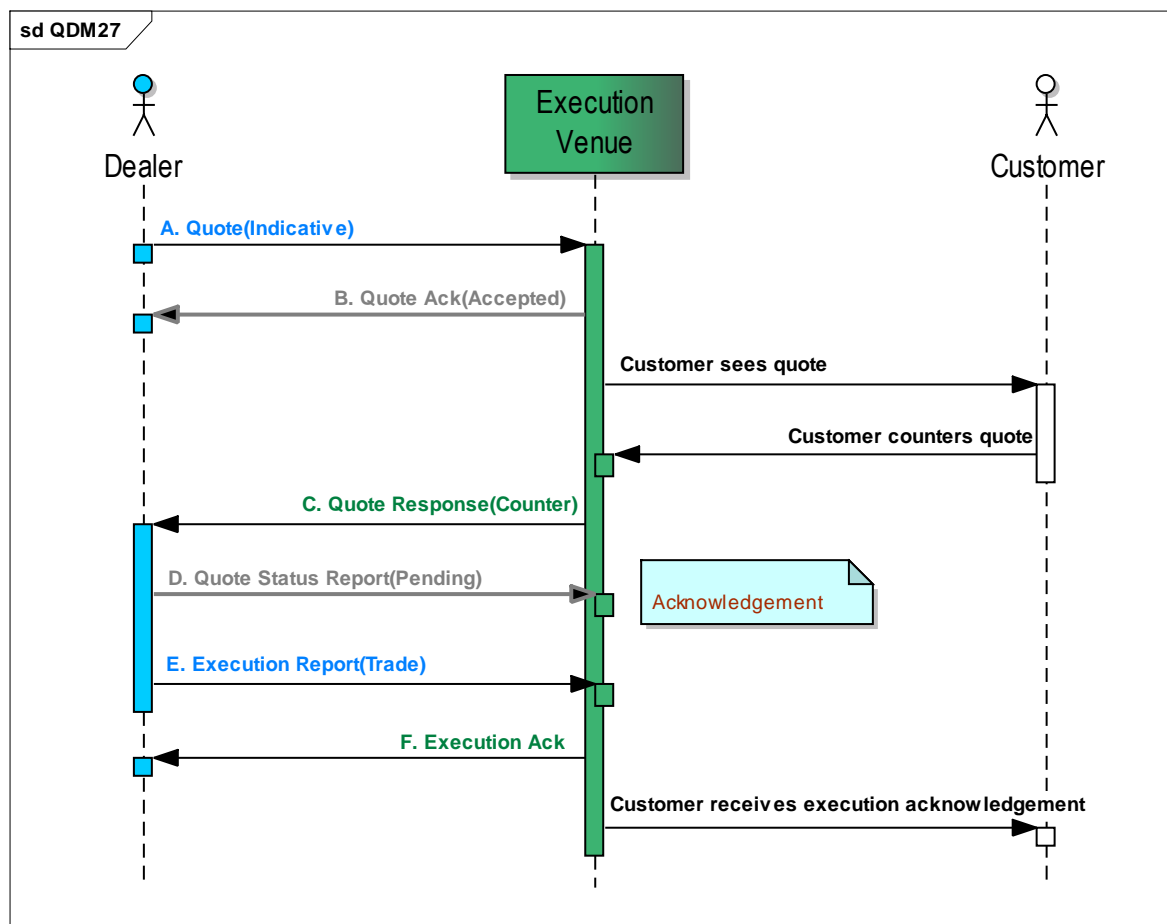 sd QDM27
Execution
Venue
Dealer
Customer
A. Quote(Indicative)
B. Quote Ack(Accepted)
Customer sees quote
Customer counters quote
C. Quote Response(Counter)
D. Quote Status Report(Pending)
Acknowledgement
E. Execution Report(Trade)
F. Execution Ack
Customer receives execution acknowledgement